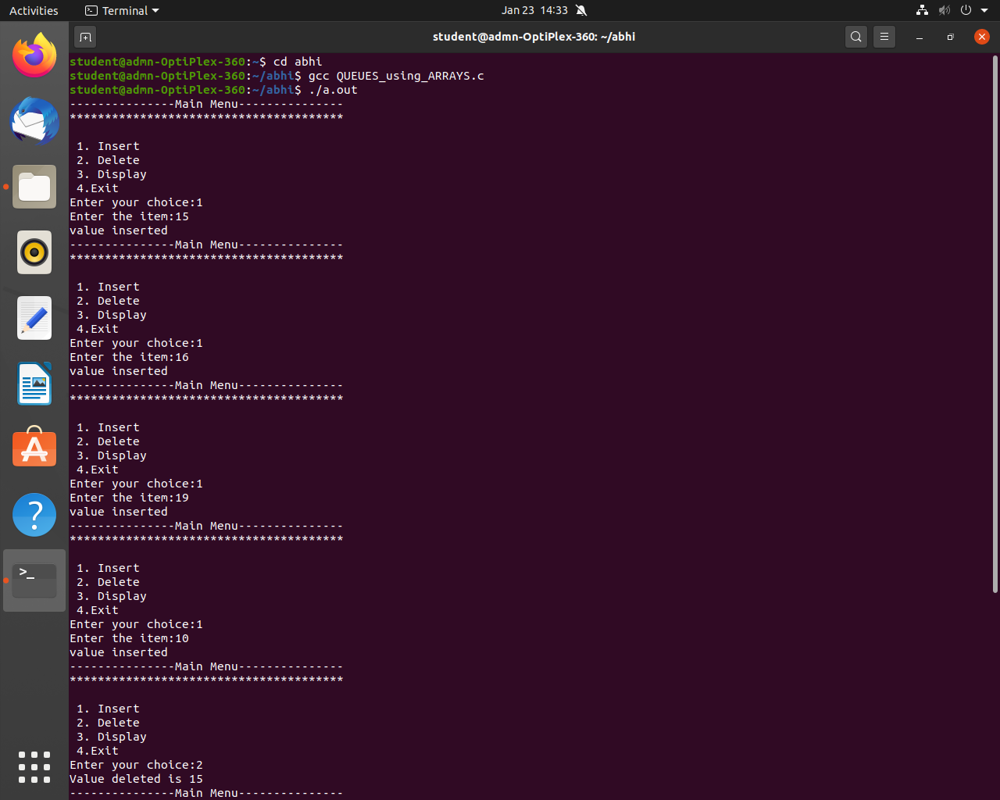 Activities Terminal Jan 23 14:33
student@admn-OptiPlex-360: ~/abhi
student@admn-OptiPlex-360:~$ cd abhi
student@admn-OptiPlex-360:~/abhi$ gcc QUEUES_using_ARRAYS.c
student@admn-OptiPlex-360:~/abhi$ ./a.out
---------------Main Menu---------------
***************************************
1. Insert
2. Delete
3. Display
4.Exit
Enter your choice:1
Enter the item:15
value inserted
---------------Main Menu---------------
***************************************
1. Insert
2. Delete
3. Display
4.Exit
Enter your choice:1
Enter the item:16
value inserted
---------------Main Menu---------------
***************************************
1. Insert
2. Delete
3. Display
4.Exit
Enter your choice:1
Enter the item:19
value inserted
---------------Main Menu---------------
***************************************
1. Insert
2. Delete
3. Display
4.Exit
Enter your choice:1
Enter the item:10
value inserted
---------------Main Menu---------------
***************************************
1. Insert
2. Delete
3. Display
4.Exit
Enter your choice:2
Value deleted is 15
---------------Main Menu---------------